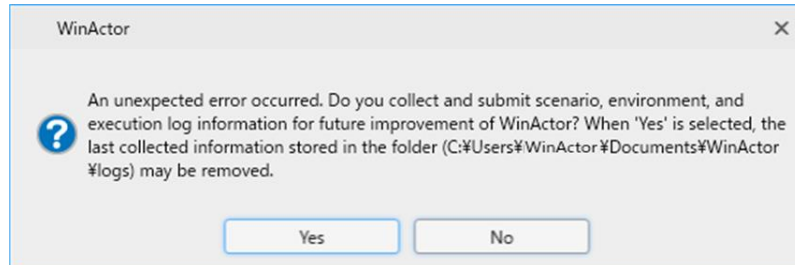 WinActor
An unexpected error occurred. Do you collect and submit scenario, environment, and
execution log information for future improvement of WinActor? When 'Yes' is selected, the
last collected information stored in the folder (C:¥Users¥WinActor¥Documents¥WinActor
¥logs) may be removed.
Yes
No